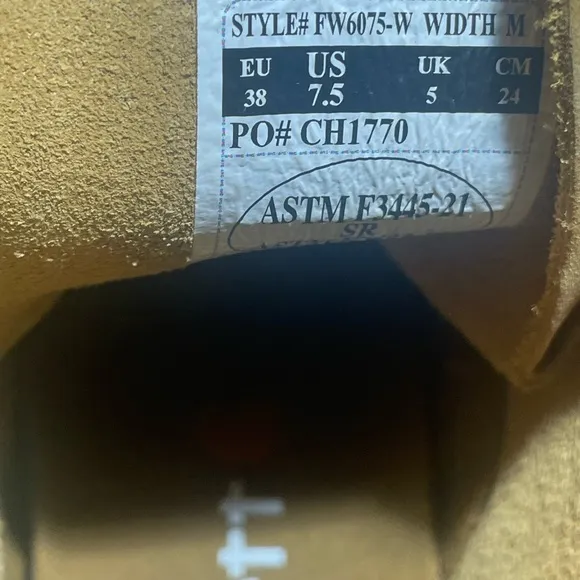 STYLE# FW6075-W WIDTH M
EU US UK CM
38 7.5 5 24
PO# CH1770
ASTM F3445-21
SR